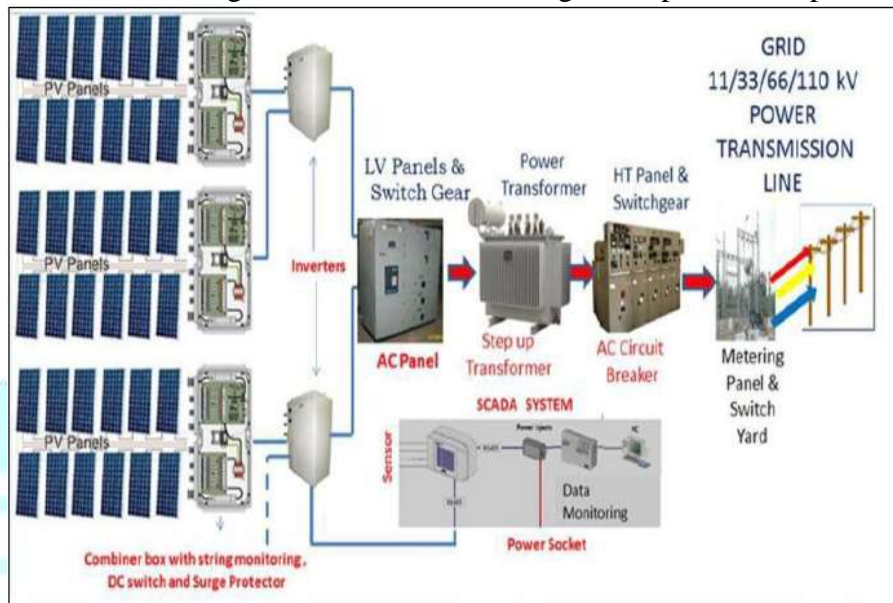 PV Panels
PV Panels
PV Panels
Inverters
Combiner box with string monitoring,
DC switch and Surge Protector
LV Panels &
Switch Gear
AC Panel
Power
Transformer
Step up
Transformer
HT Panel &
Switchgear
AC Circuit
Breaker
GRID
11/33/66/110 kV
POWER
TRANSMISSION
LINE
Metering
Panel &
Switch
Yard
SCADA SYSTEM
Sensor
RS485
PC
Data
Monitoring
Power Socket